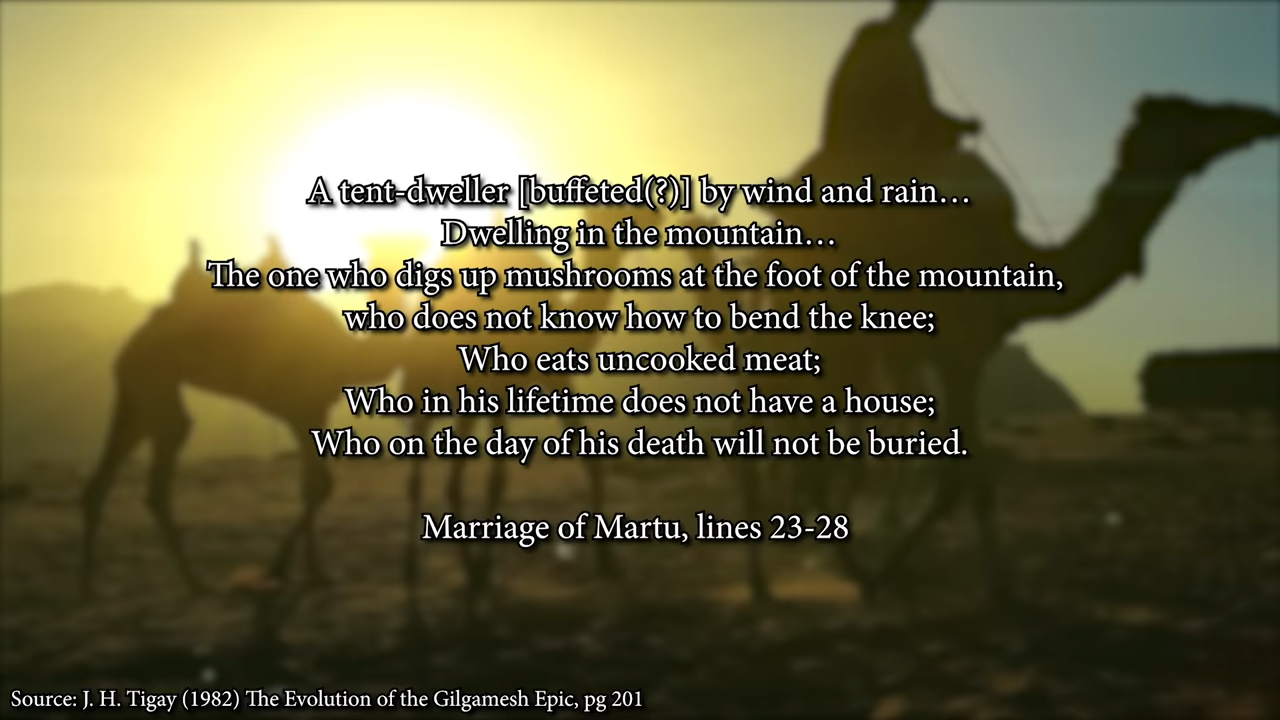 A tent-dweller [buffeted(?)] by wind and rain…
Dwelling in the mountain…
The one who digs up mushrooms at the foot of the mountain,
who does not know how to bend the knee;
Who eats uncooked meat;
Who in his lifetime does not have a house;
Who on the day of his death will not be buried.
Marriage of Martu, lines 23-28
Source: J. H. Tigay (1982) The Evolution of the Gilgamesh Epic, pg 201